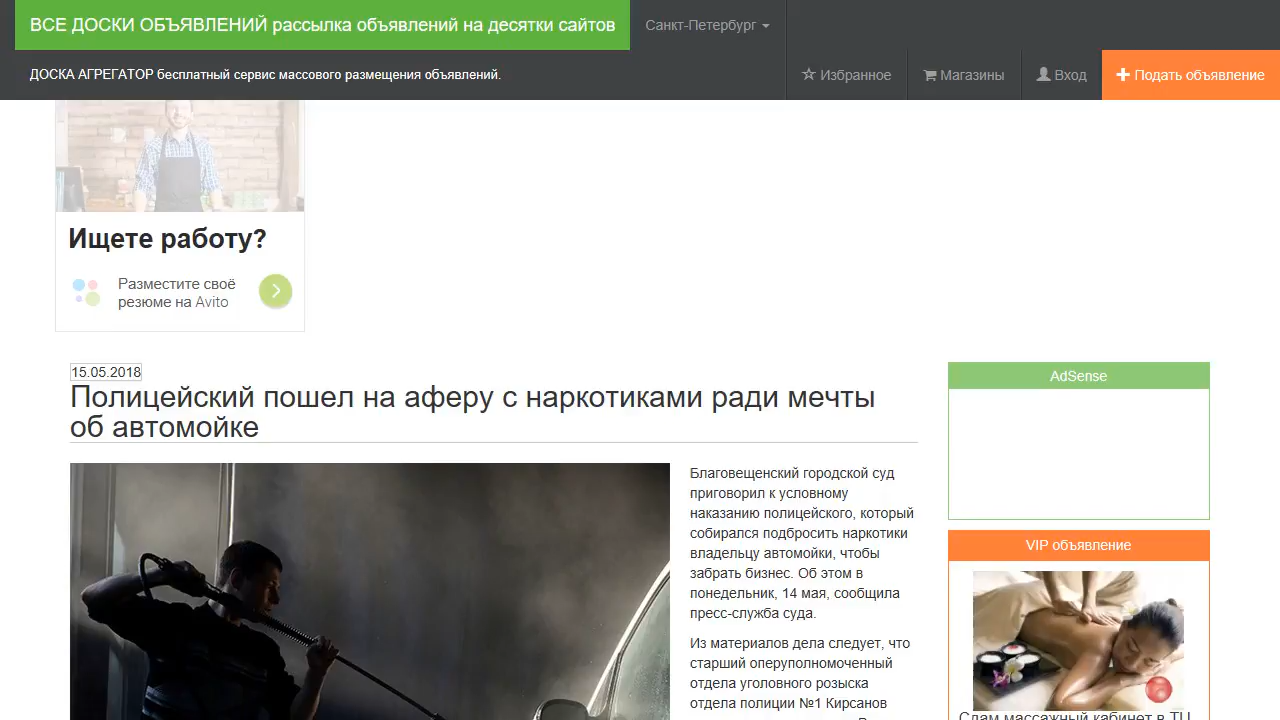 ВСЕ ДОСКИ ОБЪЯВЛЕНИЙ рассылка объявлений на десятки сайтов
Санкт-Петербург
ДОСКА АГРЕГАТОР бесплатный сервис массового размещения объявлений.
Избранное
Магазины
Вход
Подать объявление
Ищете работу?
Разместите своё
резюме на Avito
15.05.2018
Полицейский пошел на аферу с наркотиками ради мечты
об автомойке
Благовещенский городской суд
приговорил к условному
наказанию полицейского, который
собирался подбросить наркотики
владельцу автомойки, чтобы
забрать бизнес. Об этом в
понедельник, 14 мая, сообщила
пресс-служба суда.
Из материалов дела следует, что
старший оперуполномоченный
отдела уголовного розыска
отдела полиции №1 Кирсанов
AdSense
VIP объявление
Сдам массажный кабинет в ТЦ